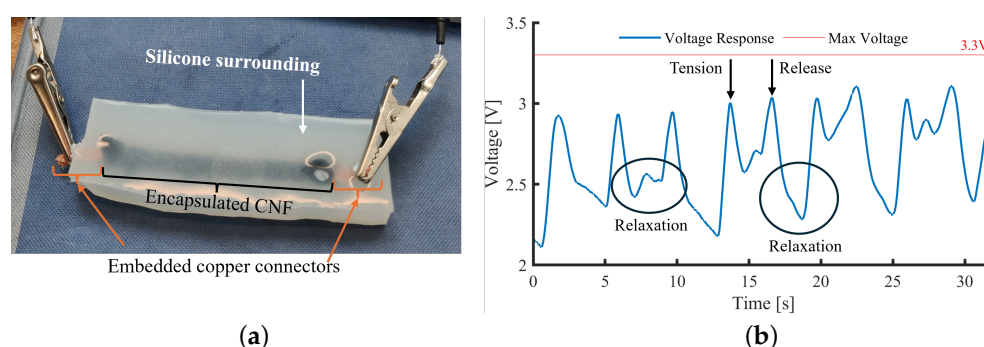 Silicone surrounding
Encapsulated CNF
Embedded copper connectors
(a)
(b)
3.5
3
2.5
2
Voltage [V]
Voltage Response
Max Voltage
3.3V
Tension
Release
Relaxation
Relaxation
0
5
10
15
20
25
30
Time [s]